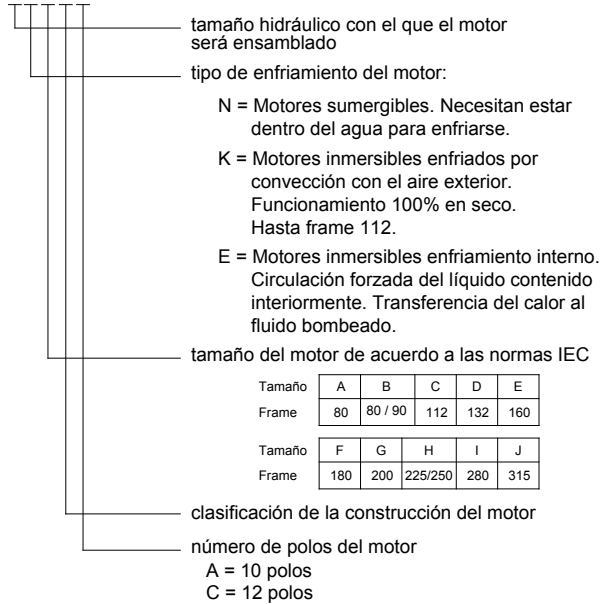 tamaño hidráulico con el que el motor
será ensamblado
tipo de enfriamiento del motor:
N = Motores sumergibles. Necesitan estar
dentro del agua para enfriarse.
K = Motores inmersibles enfriados por
convección con el aire exterior.
Funcionamiento 100% en seco.
Hasta frame 112.
E = Motores inmersibles enfriamiento interno.
Circulación forzada del líquido contenido
interiormente. Transferencia del calor al
fluido bombeado.
tamaño del motor de acuerdo a las normas IEC
Tamaño A B C D E
Frame 80 80 / 90 112 132 160
Tamaño F G H I J
Frame 180 200 225/250 280 315
clasificación de la construcción del motor
número de polos del motor
A = 10 polos
C = 12 polos